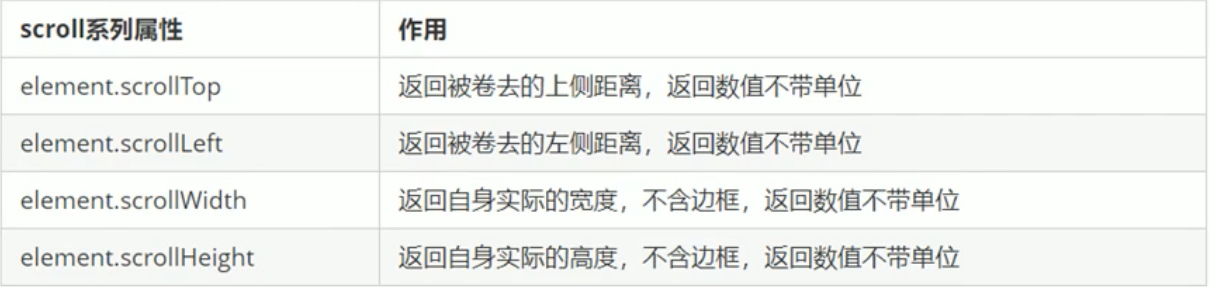 scroll系列属性 作用
element.scrollTop 返回被卷去的上侧距离，返回数值不带单位
element.scrollLeft 返回被卷去的左侧距离，返回数值不带单位
element.scrollWidth 返回自身实际的宽度，不含边框，返回数值不带单位
element.scrollHeight 返回自身实际的高度，不含边框，返回数值不带单位